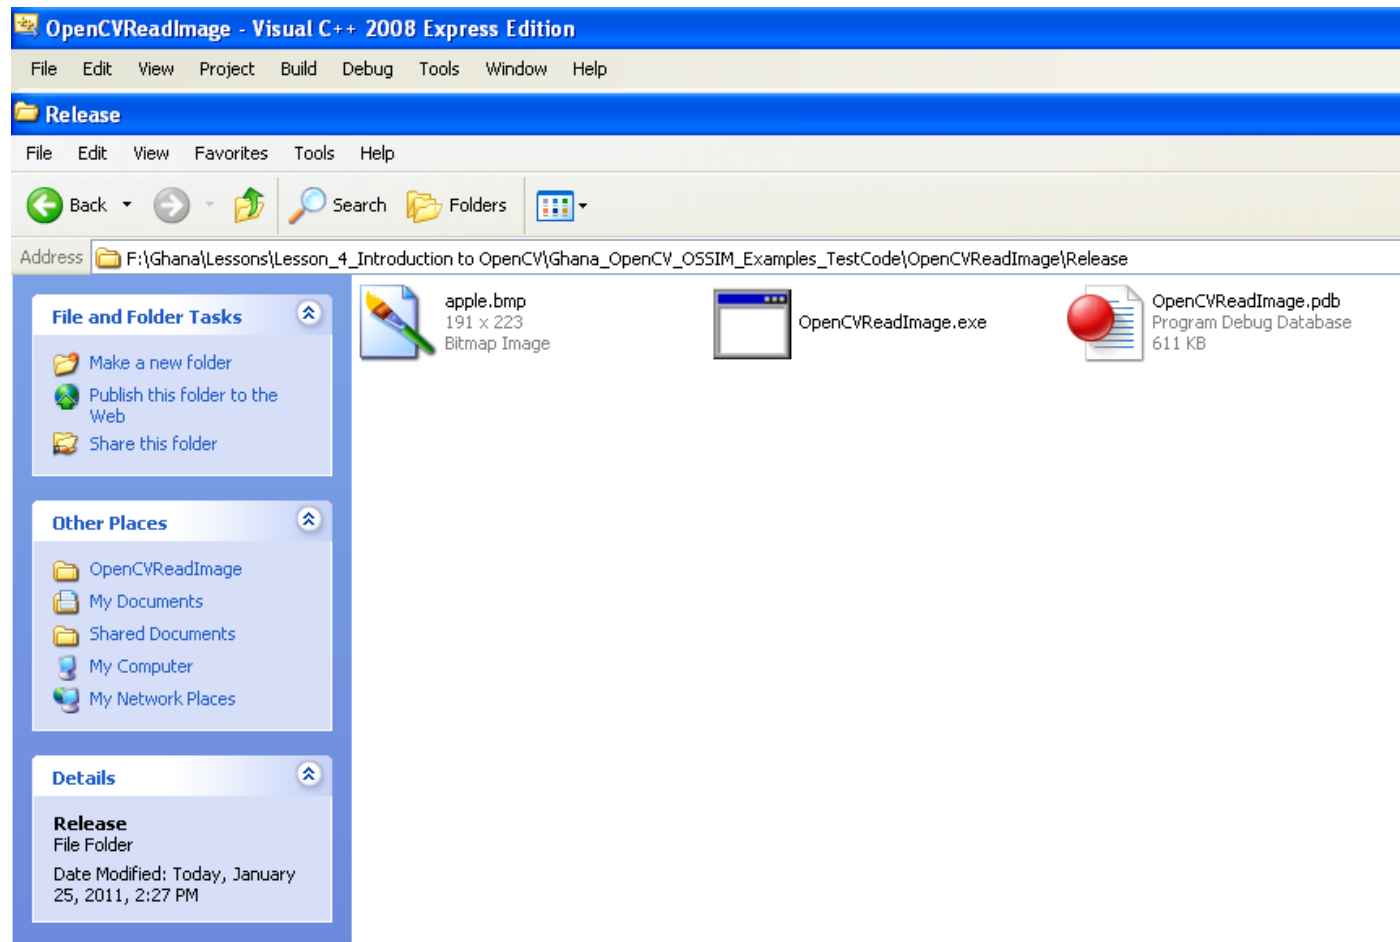 OpenCVReadImage - Visual C++ 2008 Express Edition
File Edit View Project Build Debug Tools Window Help
Release
File Edit View Favorites Tools Help
Back Search Folders
Address F:\Ghana\Lessons\Lesson_4_Introduction to OpenCV\Ghana_OpenCV_OSSIM_Examples_TestCode\OpenCVReadImage\Release
File and Folder Tasks
Make a new folder
Publish this folder to the
Web
Share this folder
Other Places
OpenCVReadImage
My Documents
Shared Documents
My Computer
My Network Places
Details
Release
File Folder
Date Modified: Today, January
25, 2011, 2:27 PM
apple.bmp
191 x 223
Bitmap Image
OpenCVReadImage.exe
OpenCVReadImage.pdb
Program Debug Database
611 KB